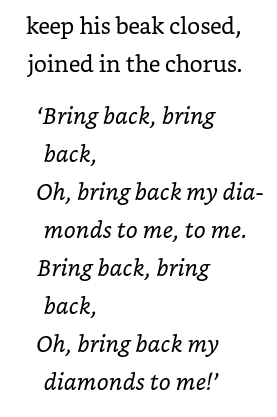 keep his beak closed,
joined in the chorus.
‘Bring back, bring
back,
Oh, bring back my dia-
monds to me, to me.
Bring back, bring
back,
Oh, bring back my
diamonds to me!’